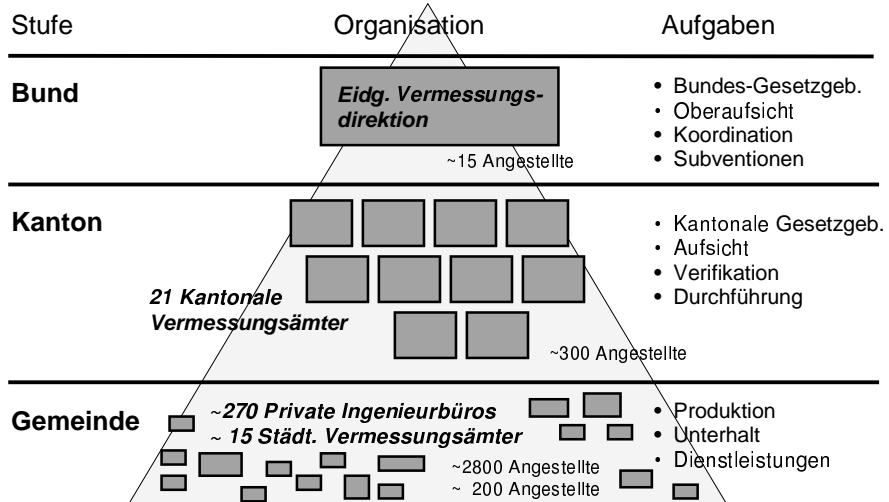 Stufe Organisation Aufgaben
Bund
Eidg. Vermessungs-
direktion
~15 Angestellte
• Bundes-Gesetzgeb.
• Oberaufsicht
• Koordination
• Subventionen
Kanton
21 Kantonale
Vermessungsämter
~300 Angestellte
• Kantonale Gesetzgeb.
• Aufsicht
• Verifikation
• Durchführung
Gemeinde
~270 Private Ingenieurbüros
~ 15 Städt. Vermessungsämter
~2800 Angestellte
~ 200 Angestellte
• Produktion
• Unterhalt
• Dienstleistungen